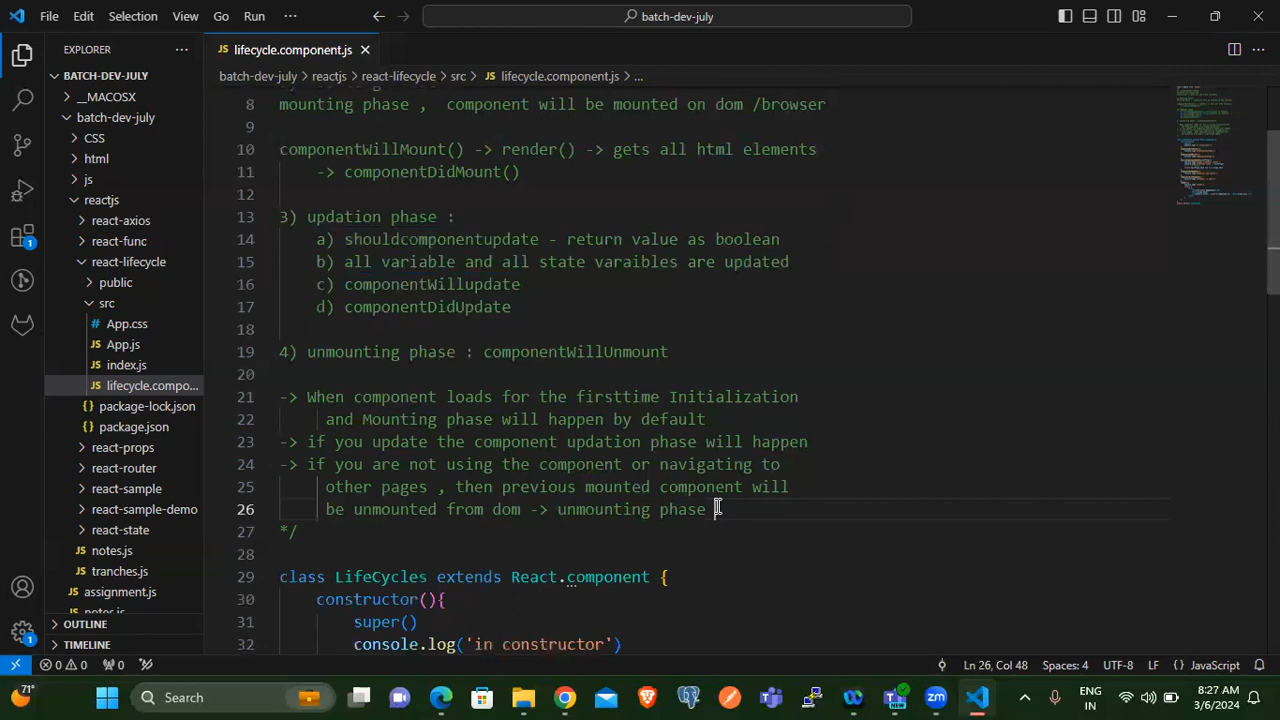 File Edit Selection View Go Run ··· batch-dev-july
EXPLORER ···
lifecycle.component.js
batch-dev-july > reactjs > react-lifecycle > src > JS lifecycle.component.js > ...
BATCH-DEV-JULY
__MACOSX
batch-dev-july
CSS
html
js
reactjs
react-axios
react-func
react-lifecycle
public
src
# App.css
JS App.js
JS index.js
JS lifecycle.compo...
{} package-lock.json
{} package.json
react-props
react-router
react-sample
react-sample-demo
react-state
JS notes.js
JS tranches.js
JS assignment.js
OUTLINE
TIMELINE
8 mounting phase , component will be mounted on dom /browser
9
10 componentWillMount() -> render() -> gets all html elements
11 -> componentDidMount()
12
13 3) updation phase :
14 a) shouldcomponentupdate - return value as boolean
15 b) all variable and all state varaibles are updated
16 c) componentWillupdate
17 d) componentDidUpdate
18
19 4) unmounting phase : componentWillUnmount
20
21 -> When component loads for the firsttime Initialization
22 and Mounting phase will happen by default
23 -> if you update the component updation phase will happen
24 -> if you are not using the component or navigating to
25 other pages , then previous mounted component will
26 be unmounted from dom -> unmounting phase
27 */
28
29 class LifeCycles extends React.component {
30 constructor(){
31 super()
32 console.log('in constructor')
0 0 0 Ln 26, Col 48 Spaces: 4 UTF-8 LF {} JavaScript
71° Search ENG IN 8:27 AM 3/6/2024